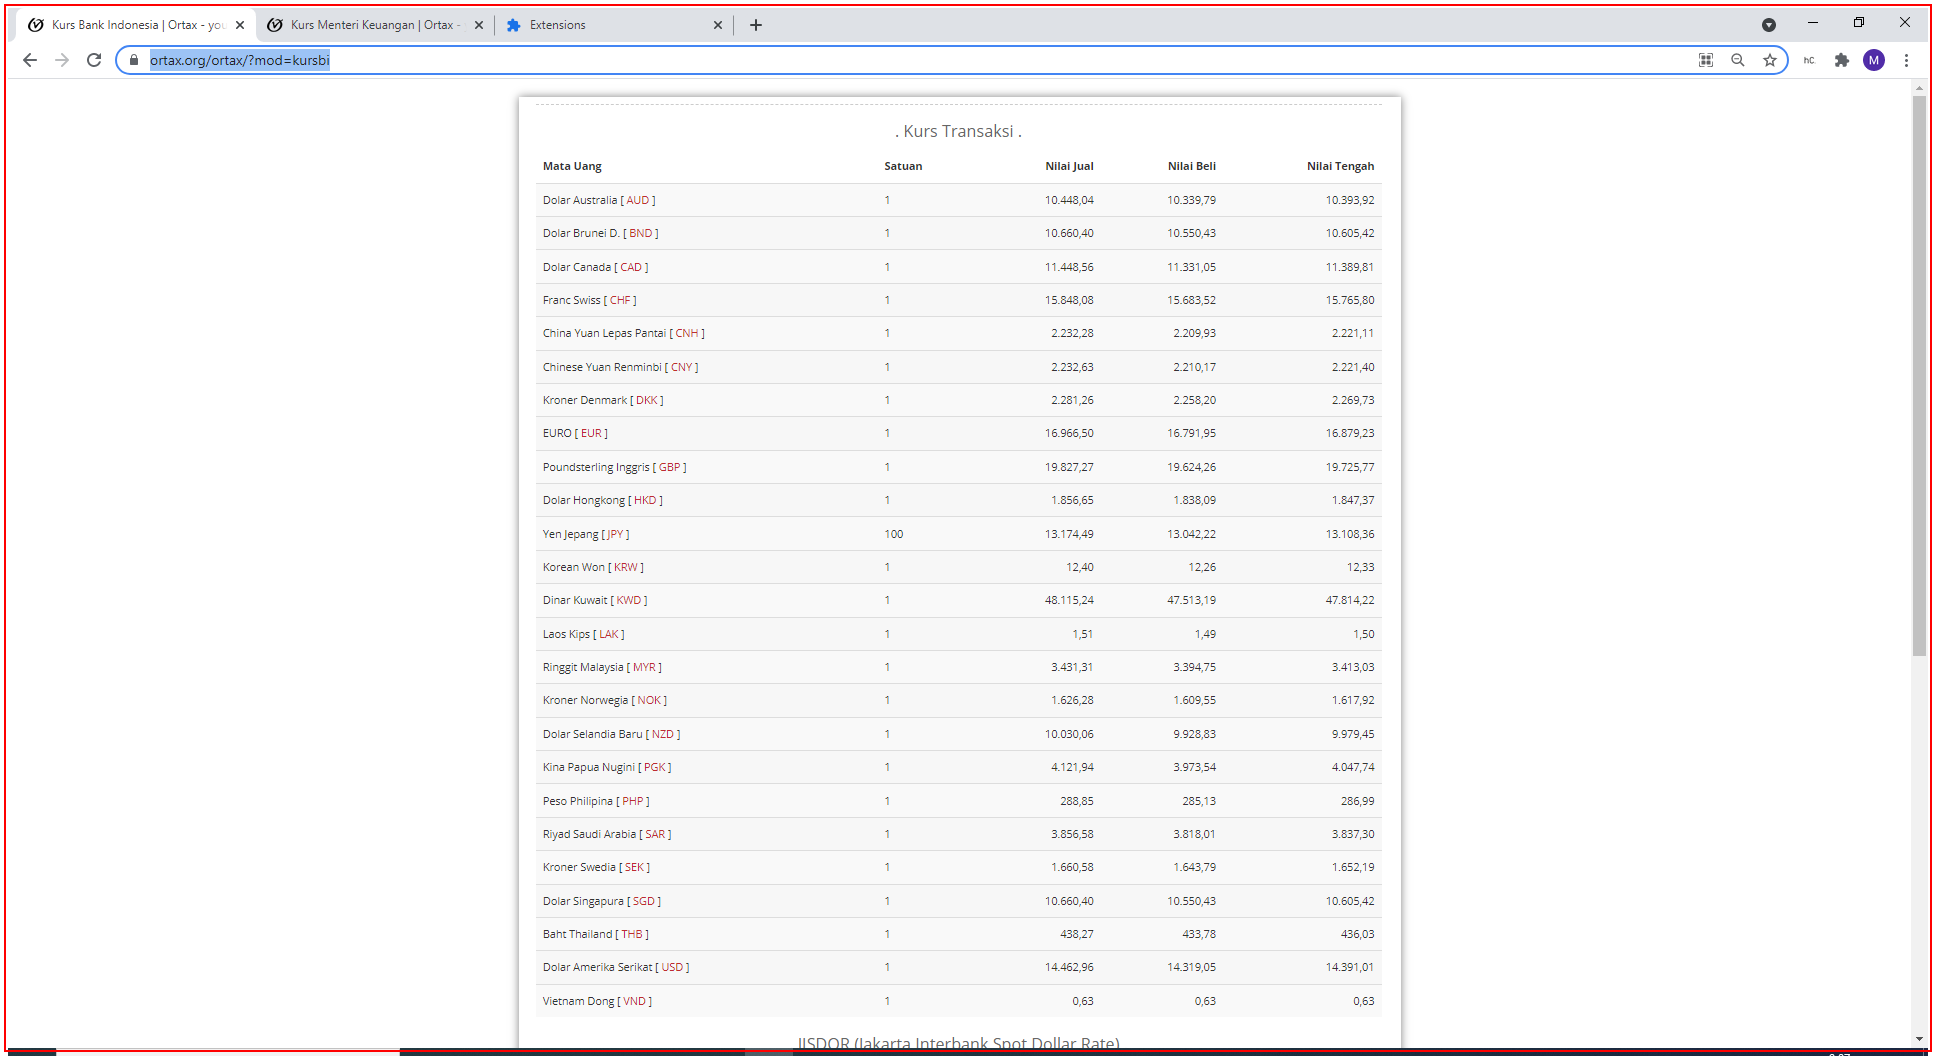 Kurs Bank Indonesia | Ortax - you
Kurs Menteri Keuangan | Ortax -
Extensions
ortax.org/ortax/?mod=kursbi
hC.
M
. Kurs Transaksi .
Mata Uang Satuan Nilai Jual Nilai Beli Nilai Tengah
Dolar Australia [ AUD ] 1 10.448,04 10.339,79 10.393,92
Dolar Brunei D. [ BND ] 1 10.660,40 10.550,43 10.605,42
Dolar Canada [ CAD ] 1 11.448,56 11.331,05 11.389,81
Franc Swiss [ CHF ] 1 15.848,08 15.683,52 15.765,80
China Yuan Lepas Pantai [ CNH ] 1 2.232,28 2.209,93 2.221,11
Chinese Yuan Renminbi [ CNY ] 1 2.232,63 2.210,17 2.221,40
Kroner Denmark [ DKK ] 1 2.281,26 2.258,20 2.269,73
EURO [ EUR ] 1 16.966,50 16.791,95 16.879,23
Poundsterling Inggris [ GBP ] 1 19.827,27 19.624,26 19.725,77
Dolar Hongkong [ HKD ] 1 1.856,65 1.838,09 1.847,37
Yen Jepang [ JPY ] 100 13.174,49 13.042,22 13.108,36
Korean Won [ KRW ] 1 12,40 12,26 12,33
Dinar Kuwait [ KWD ] 1 48.115,24 47.513,19 47.814,22
Laos Kips [ LAK ] 1 1,51 1,49 1,50
Ringgit Malaysia [ MYR ] 1 3.431,31 3.394,75 3.413,03
Kroner Norwegia [ NOK ] 1 1.626,28 1.609,55 1.617,92
Dolar Selandia Baru [ NZD ] 1 10.030,06 9.928,83 9.979,45
Kina Papua Nugini [ PGK ] 1 4.121,94 3.973,54 4.047,74
Peso Philipina [ PHP ] 1 288,85 285,13 286,99
Riyad Saudi Arabia [ SAR ] 1 3.856,58 3.818,01 3.837,30
Kroner Swedia [ SEK ] 1 1.660,58 1.643,79 1.652,19
Dolar Singapura [ SGD ] 1 10.660,40 10.550,43 10.605,42
Baht Thailand [ THB ] 1 438,27 433,78 436,03
Dolar Amerika Serikat [ USD ] 1 14.462,96 14.319,05 14.391,01
Vietnam Dong [ VND ] 1 0,63 0,63 0,63
JISDOR (Jakarta Interbank Spot Dollar Rate)